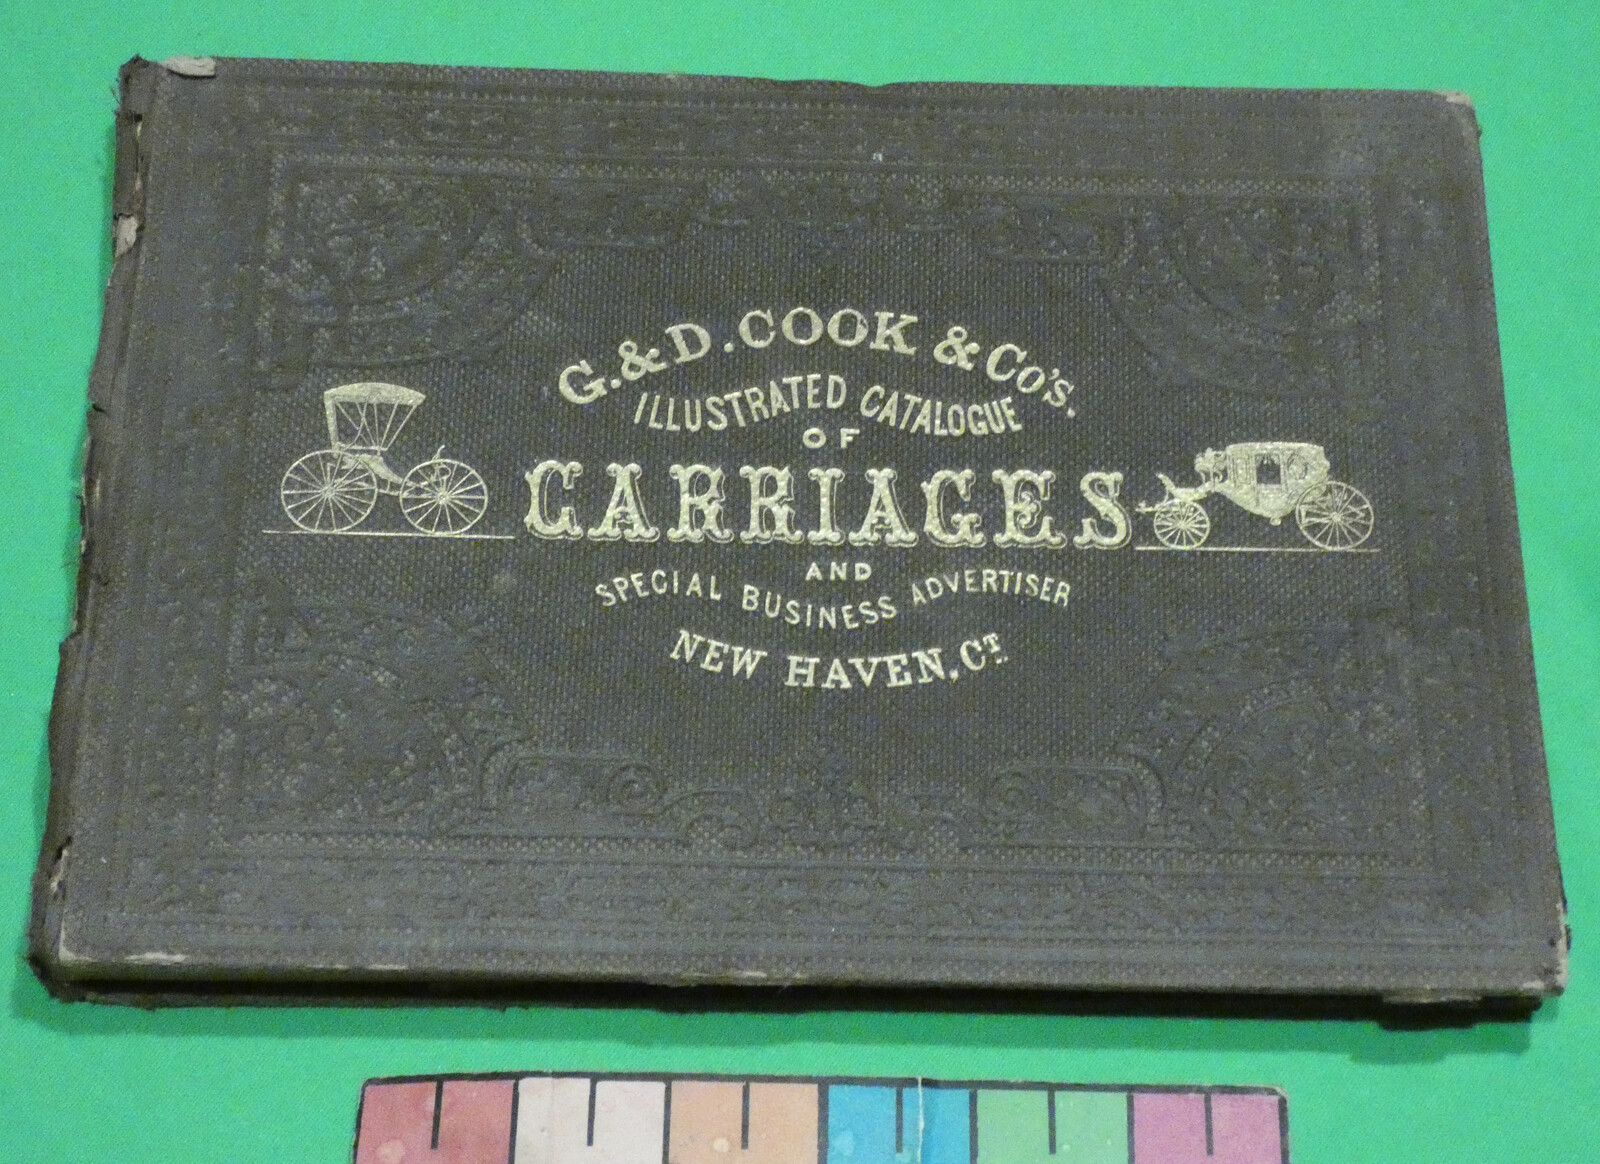 G. & D. COOK & Co's.
ILLUSTRATED CATALOGUE
OF
CARRIAGES
AND
SPECIAL BUSINESS ADVERTISER
NEW HAVEN, CT.